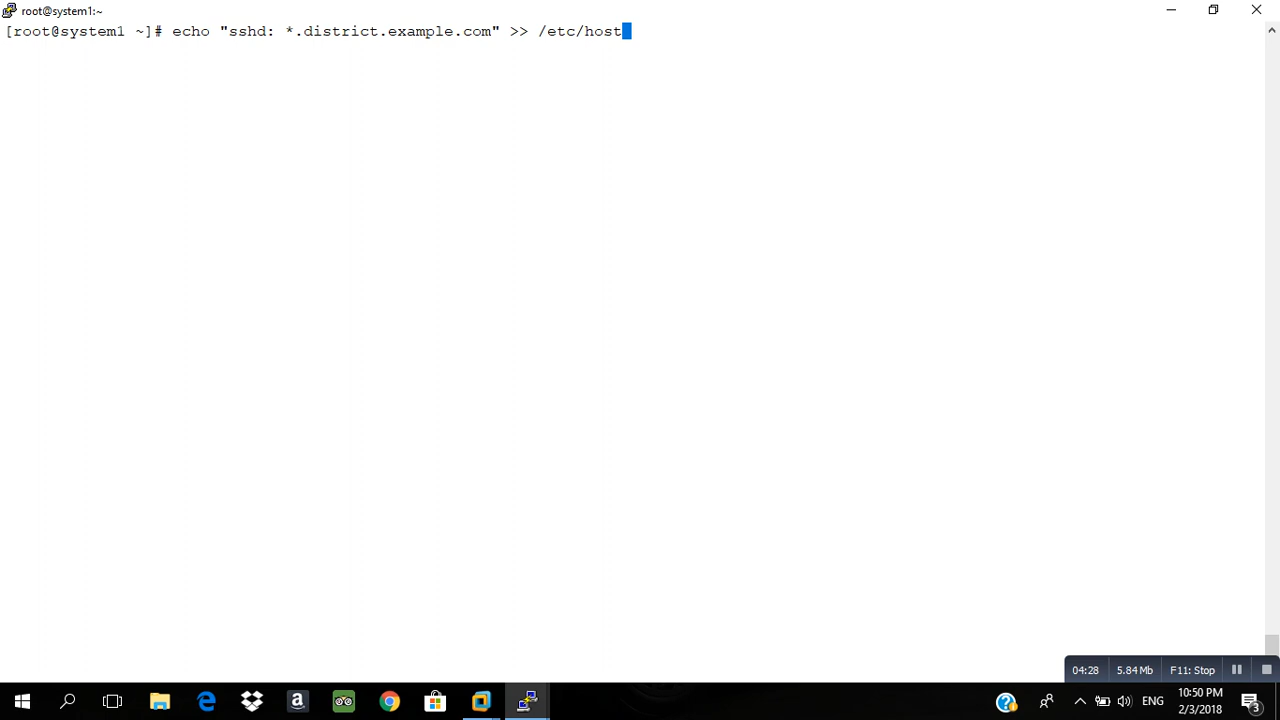 root@system1:~
[root@system1 ~]# echo "sshd: *.district.example.com" >> /etc/host
04:28 5.84 Mb F11: Stop
ENG 10:50 PM
2/3/2018 3